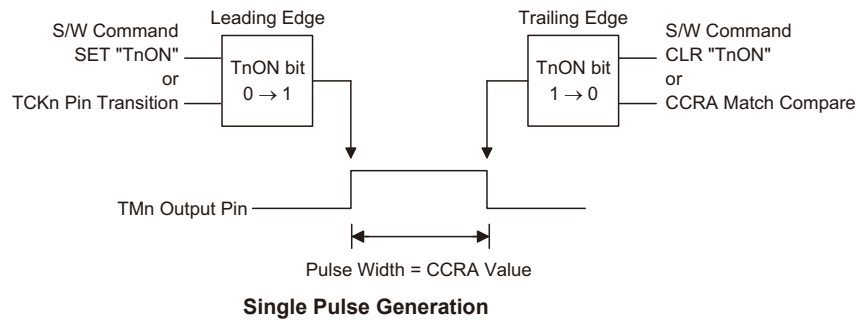 Leading Edge
S/W Command
SET "TnON"
or
TCKn Pin Transition
TnON bit
0 → 1
Trailing Edge
TnON bit
1 → 0
S/W Command
CLR "TnON"
or
CCRA Match Compare
TMn Output Pin
Pulse Width = CCRA Value
Single Pulse Generation